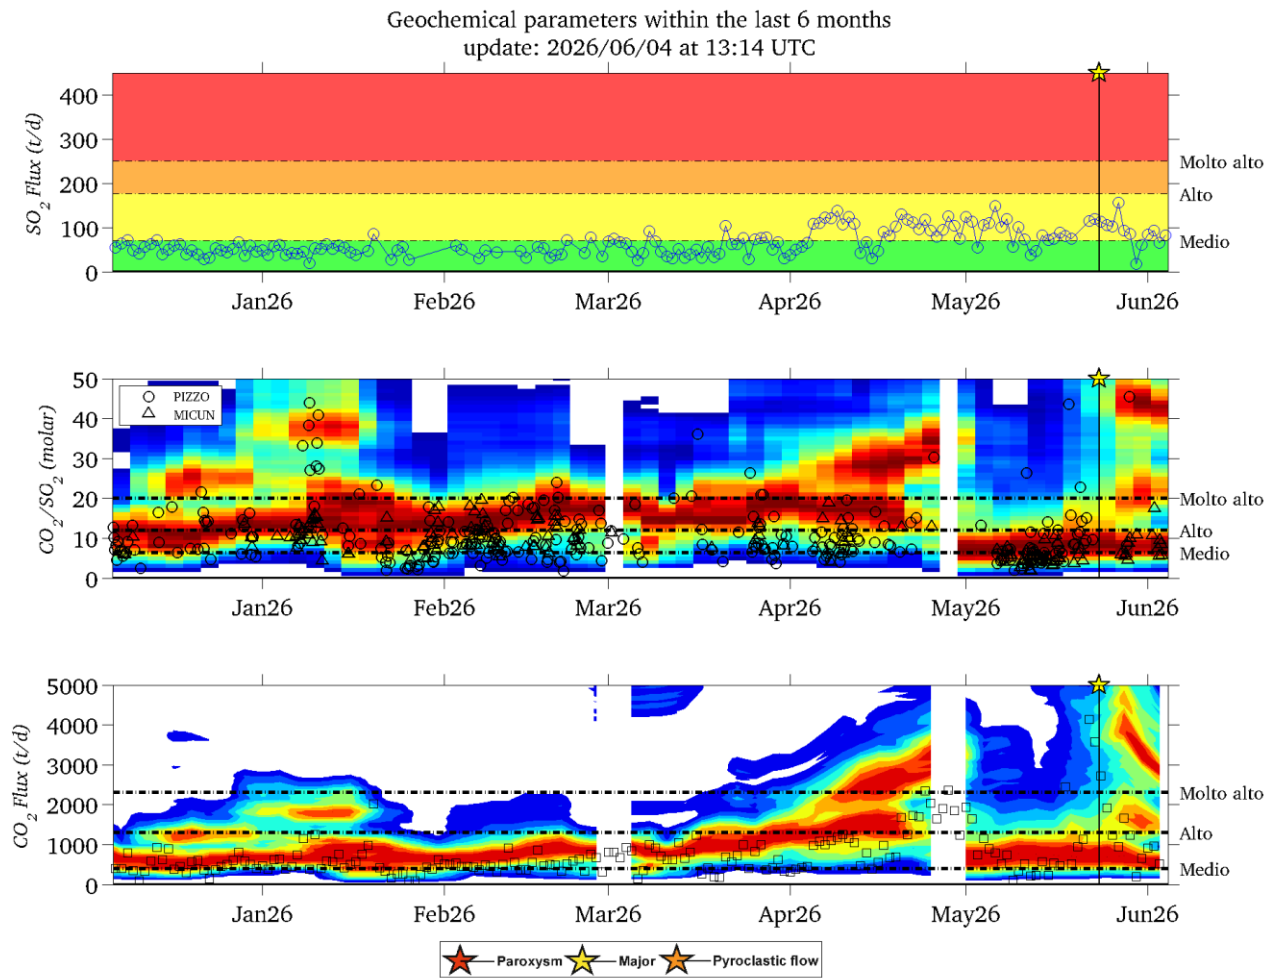 Geochemical parameters within the last 6 months
update: 2026/06/04 at 13:14 UTC
SO2 Flux (t/d)
400
300
200
100
0
Molto alto
Alto
Medio
Jan26 Feb26 Mar26 Apr26 May26 Jun26
CO2/SO2 (molar)
50
40
30
20
10
0
PIZZO
MICUN
Molto alto
Alto
Medio
Jan26 Feb26 Mar26 Apr26 May26 Jun26
CO2 Flux (t/d)
5000
4000
3000
2000
1000
0
Molto alto
Alto
Medio
Jan26 Feb26 Mar26 Apr26 May26 Jun26
Paroxysm Major Pyroclastic flow